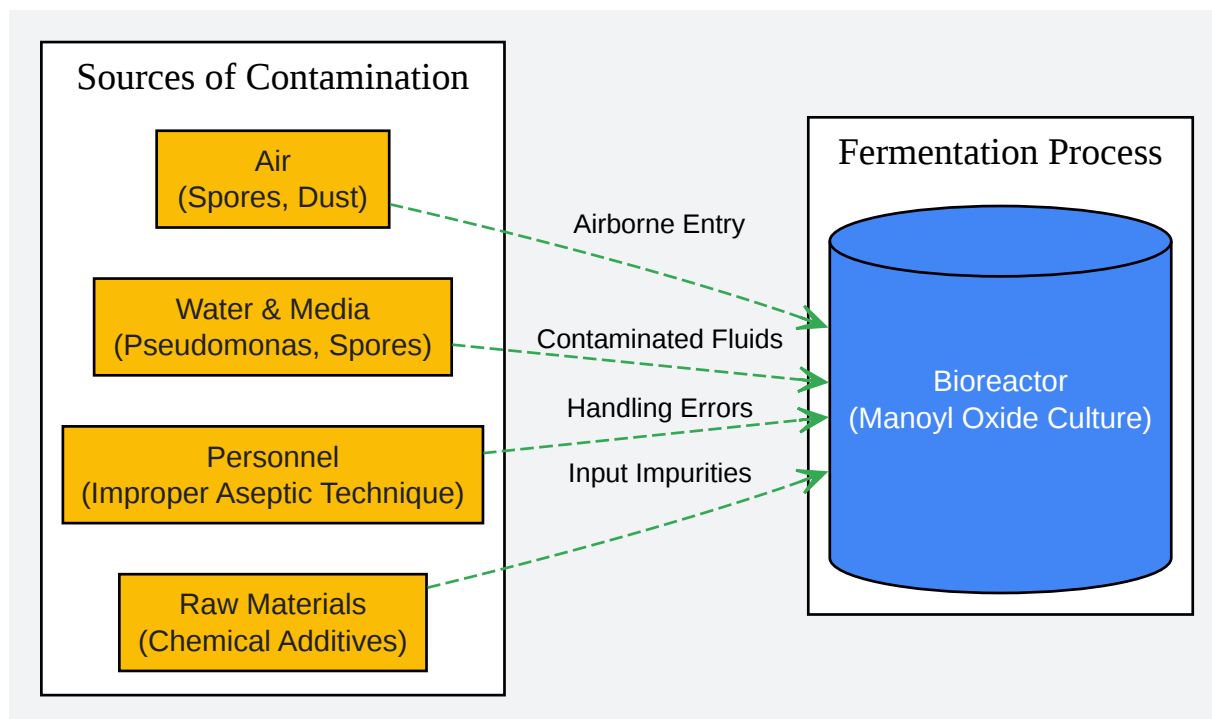 Sources of Contamination
Air
(Spores, Dust)
Water & Media
(Pseudomonas, Spores)
Personnel
(Improper Aseptic Technique)
Raw Materials
(Chemical Additives)
Airborne Entry
Contaminated Fluids
Handling Errors
Input Impurities
Fermentation Process
Bioreactor
(Manoyl Oxide Culture)